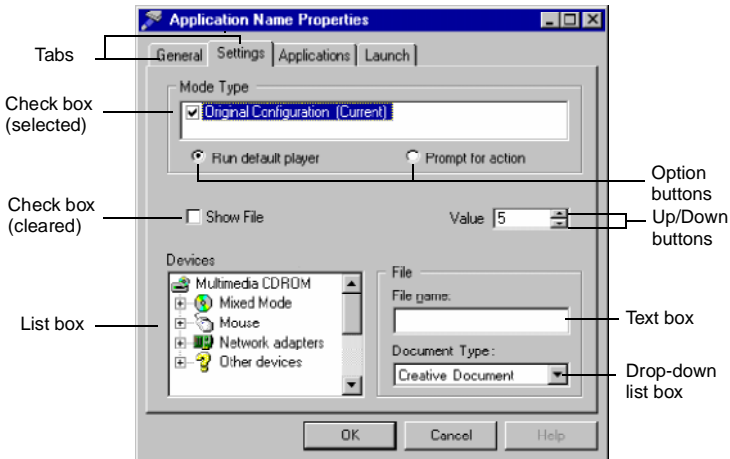 Application Name Properties
Tabs
General Settings Applications Launch
Mode Type
Check box
(selected)
Original Configuration (Current)
Run default player Prompt for action
Option
buttons
Check box
(cleared)
Show File
Value 5
Up/Down
buttons
Devices
Multimedia CDROM
Mixed Mode
Mouse
Network adapters
Other devices
List box
File
File name:
Text box
Document Type:
Creative Document
Drop-down
list box
OK Cancel Help